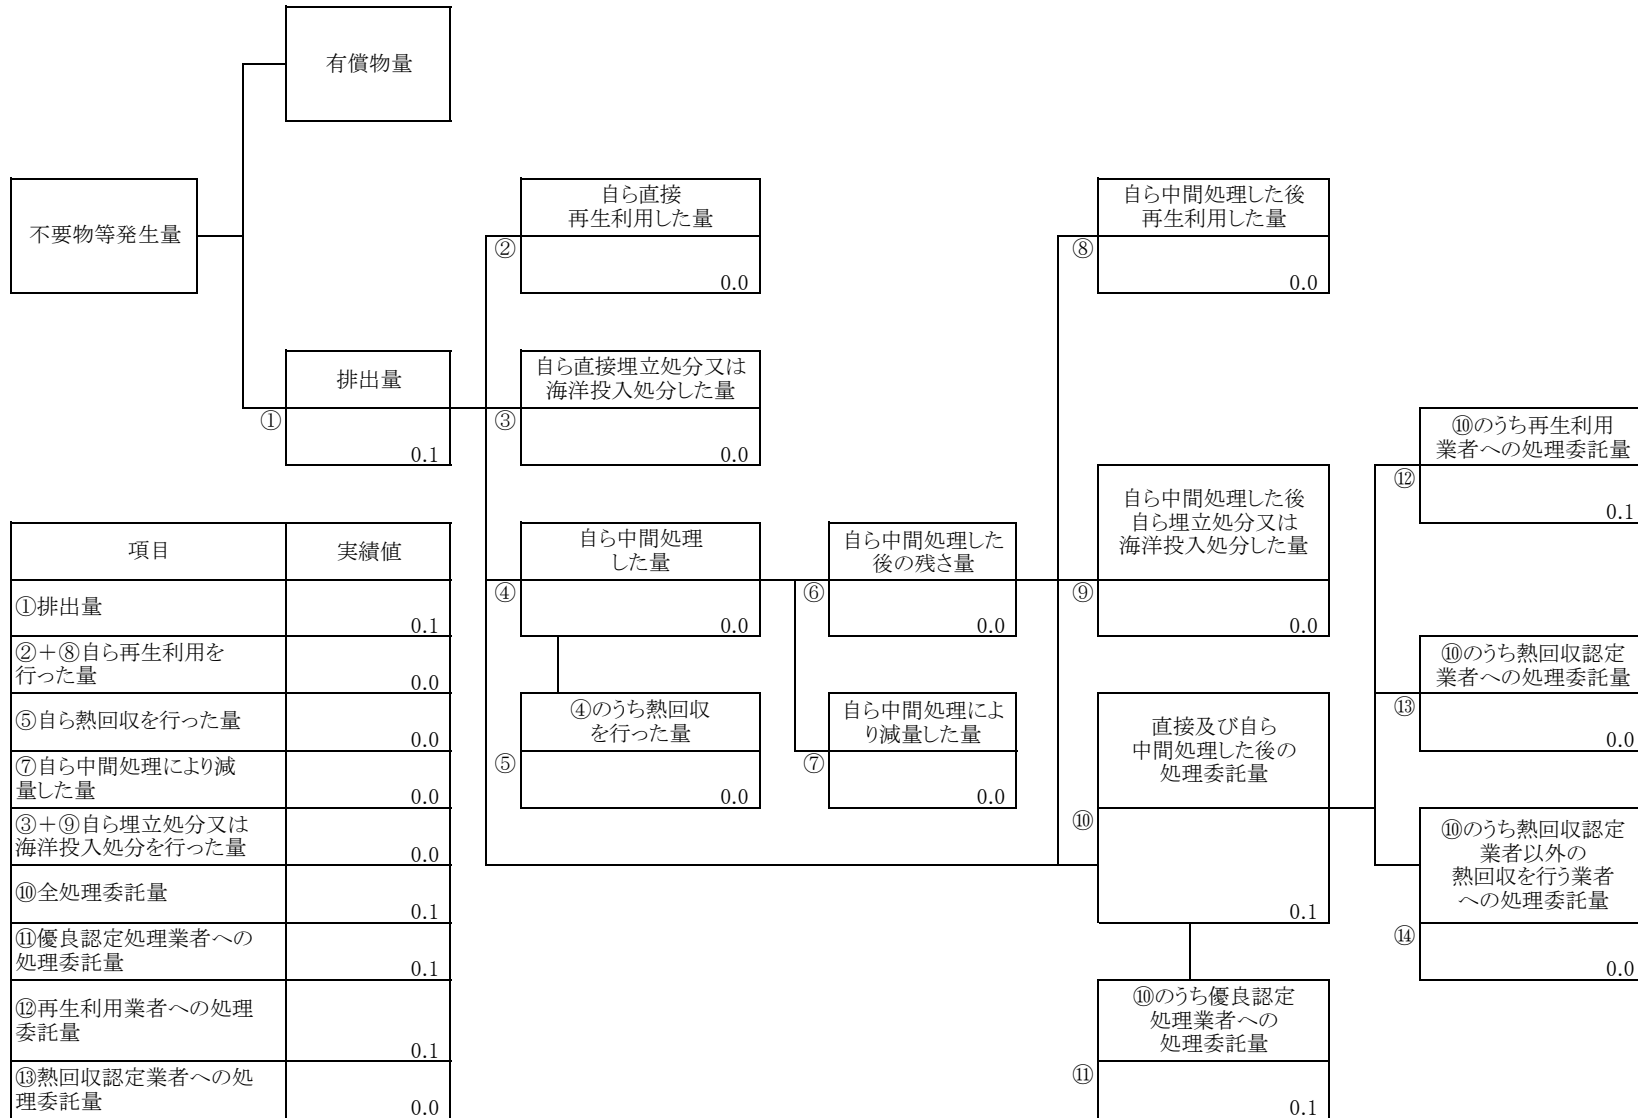 有償物量
不要物等発生量
自ら直接
再生利用した量
②
0.0
自ら中間処理した後
再生利用した量
⑧
0.0
排出量
①
0.1
自ら直接埋立処分又は
海洋投入処分した量
③
0.0
⑩のうち再生利用
業者への処理委託量
⑫
0.1
自ら中間処理
した量
④
0.0
自ら中間処理した
後の残さ量
⑥
0.0
自ら中間処理した後
自ら埋立処分又は
海洋投入処分した量
⑨
0.0
⑩のうち熱回収認定
業者への処理委託量
⑬
0.0
④のうち熱回収
を行った量
⑤
0.0
自ら中間処理によ
り減量した量
⑦
0.0
直接及び自ら
中間処理した後の
処理委託量
⑩
0.1
⑩のうち熱回収認定
業者以外の
熱回収を行う業者
への処理委託量
⑭
0.0
⑩のうち優良認定
処理業者への
処理委託量
⑪
0.1
項目 実績値
①排出量
0.1
②＋⑧自ら再生利用を
行った量 0.0
⑤自ら熱回収を行った量
0.0
⑦自ら中間処理により減
量した量 0.0
③＋⑨自ら埋立処分又は
海洋投入処分を行った量 0.0
⑩全処理委託量
0.1
⑪優良認定処理業者への
処理委託量 0.1
⑫再生利用業者への処理
委託量
0.1
⑬熱回収認定業者への処
理委託量 0.0